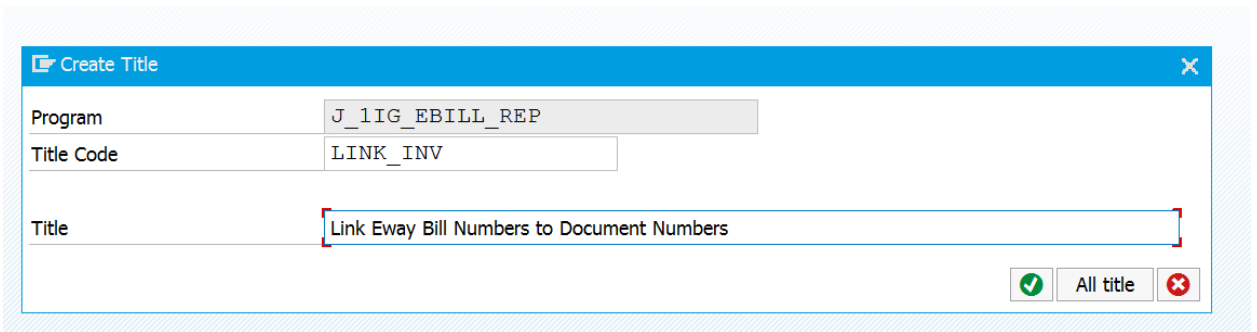 Create Title
Program J_1IG_EBILL_REP
Title Code LINK_INV
Title Link Eway Bill Numbers to Document Numbers
All title